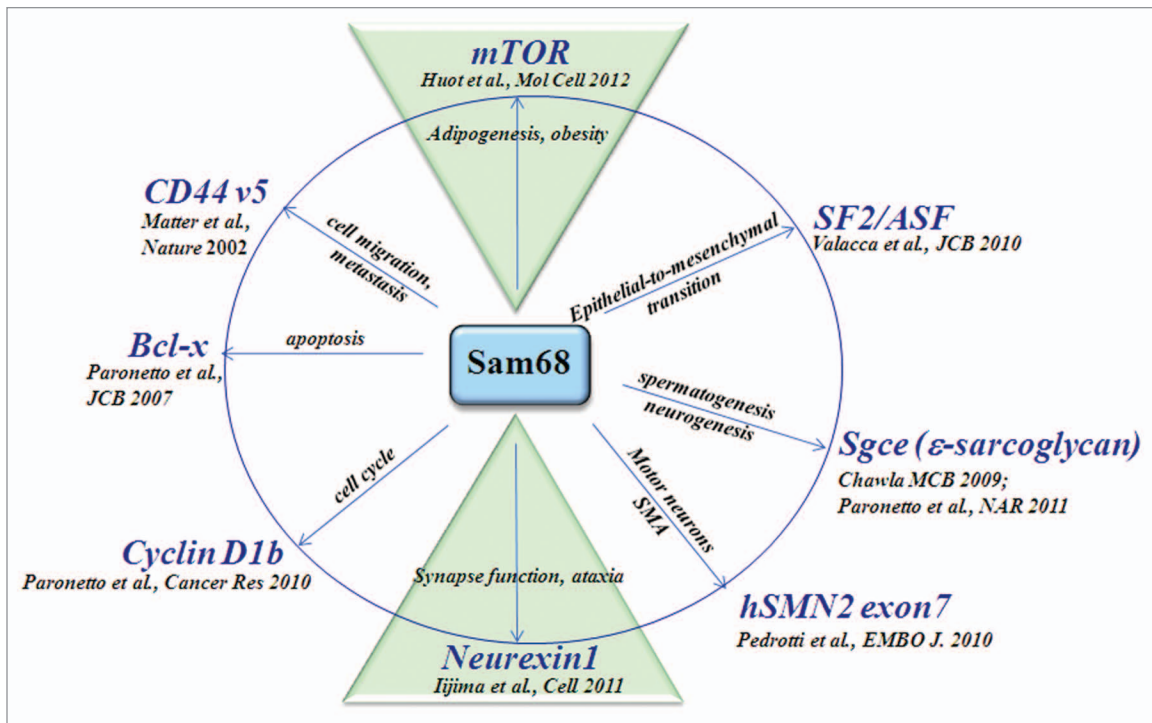 mTOR
Huot et al., Mol Cell 2012
Adipogenesis, obesity
CD44 v5
Matter et al.,
Nature 2002
cell migration,
metastasis
SF2/ASF
Valacca et al., JCB 2010
Epithelial-to-mesenchymal
transition
Bcl-x
Paronetto et al.,
JCB 2007
apoptosis
Sam68
spermatogenesis
neurogenesis
Sgce (ε-sarcoglycan)
Chawla MCB 2009;
Paronetto et al., NAR 2011
cell cycle
Motor neurons
SMA
Cyclin D1b
Paronetto et al., Cancer Res 2010
Synapse function, ataxia
hSMN2 exon7
Pedrotti et al., EMBO J. 2010
Neurexin1
Iijima et al., Cell 2011